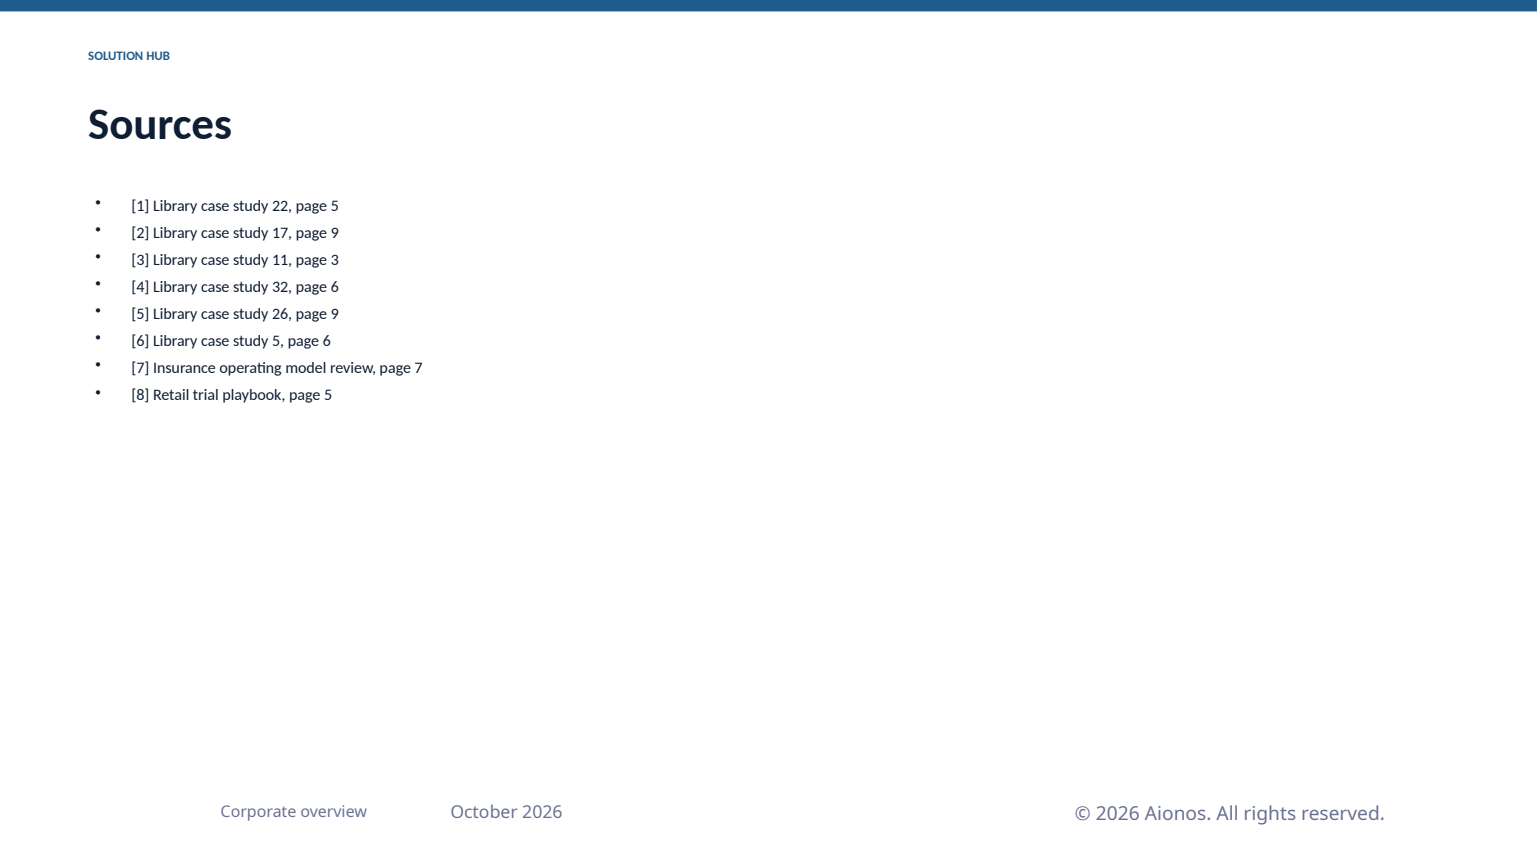 SOLUTION HUB
Sources
• [1] Library case study 22, page 5
• [2] Library case study 17, page 9
• [3] Library case study 11, page 3
• [4] Library case study 32, page 6
• [5] Library case study 26, page 9
• [6] Library case study 5, page 6
• [7] Insurance operating model review, page 7
• [8] Retail trial playbook, page 5
Corporate overview October 2026 © 2026 Aionos. All rights reserved.